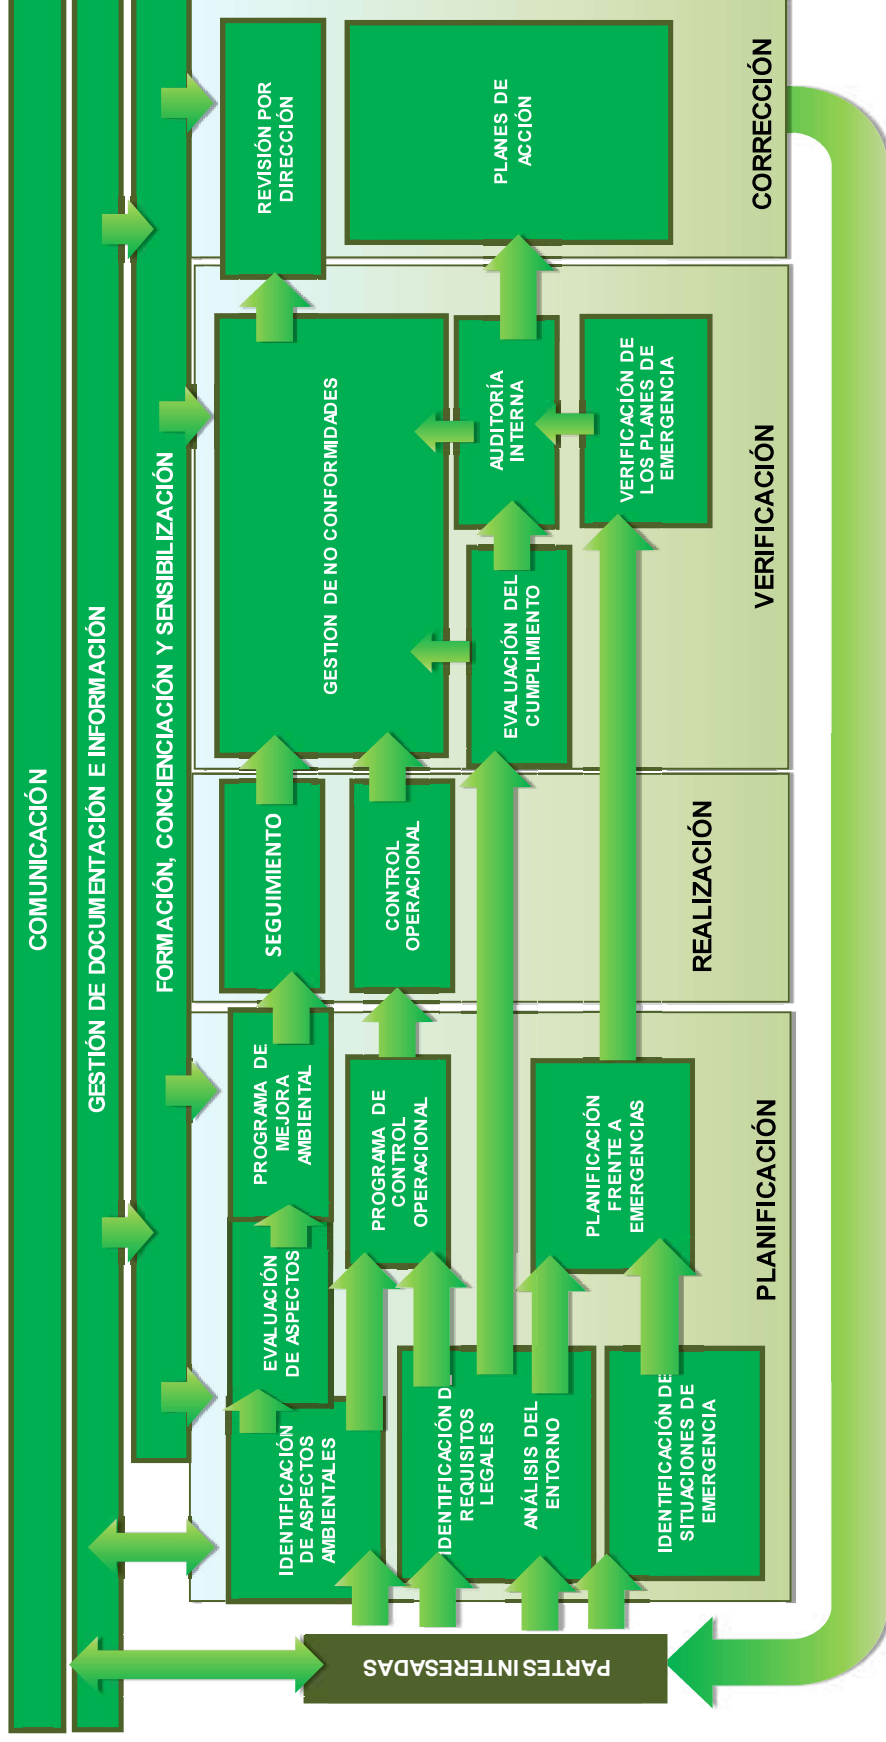 COMUNICACIÓN
GESTIÓN DE DOCUMENTACIÓN E INFORMACIÓN
FORMACIÓN, CONCIENCIACIÓN Y SENSIBILIZACIÓN
PARTES INTERESADAS
IDENTIFICACIÓN
DE ASPECTOS
AMBIENTALES
EVALUACIÓN
DE ASPECTOS
PROGRAMA DE
MEJORA
AMBIENTAL
PROGRAMA DE
CONTROL
OPERACIONAL
IDENTIFICACIÓN D
REQUISITOS
LEGALES
ANÁLISIS DEL
ENTORNO
IDENTIFICACIÓN DE
SITUACIONES DE
EMERGENCIA
PLANIFICACIÓN
FRENTE A
EMERGENCIAS
PLANIFICACIÓN
SEGUIMIENTO
CONTROL
OPERACIONAL
REALIZACIÓN
GESTION DE NO CONFORMIDADES
EVALUACIÓN DEL
CUMPLIMIENTO
AUDITORÍA
INTERNA
VERIFICACIÓN DE
LOS PLANES DE
EMERGENCIA
VERIFICACIÓN
REVISIÓN POR
DIRECCIÓN
PLANES DE
ACCIÓN
CORRECCIÓN